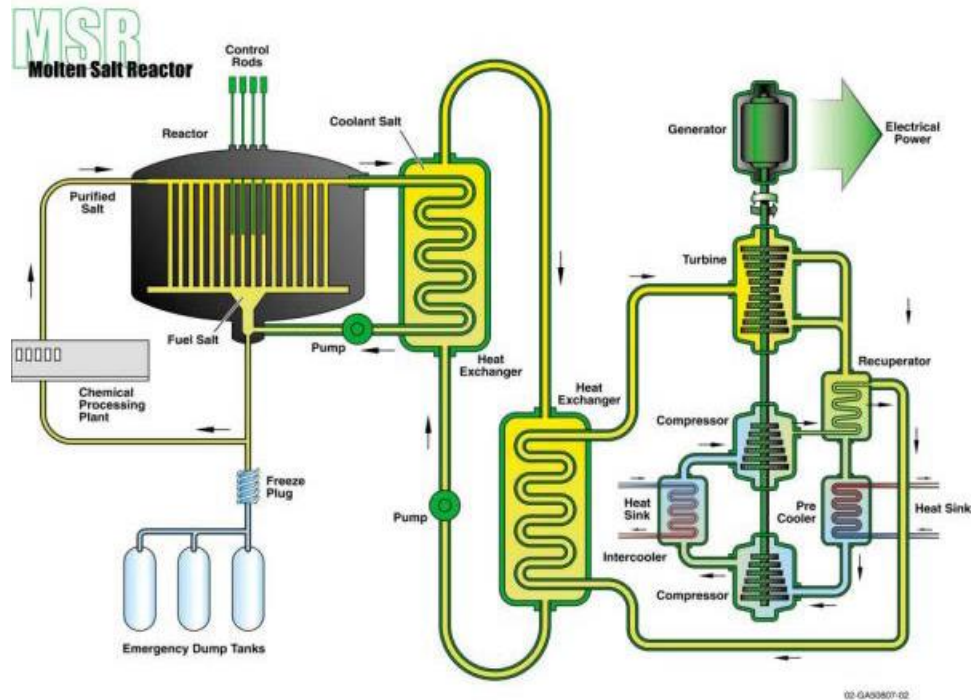 MSR
Molten Salt Reactor
Control
Rods
Reactor
Coolant Salt
Generator
Electrical
Power
Purified
Salt
Turbine
Fuel Salt
Pump
Heat
Exchanger
Chemical
Processing
Plant
Heat
Exchanger
Recuperator
Compressor
Freeze
Plug
Pump
Heat
Sink
Pre
Cooler
Heat Sink
Intercooler
Compressor
Emergency Dump Tanks
02-GA50807-02